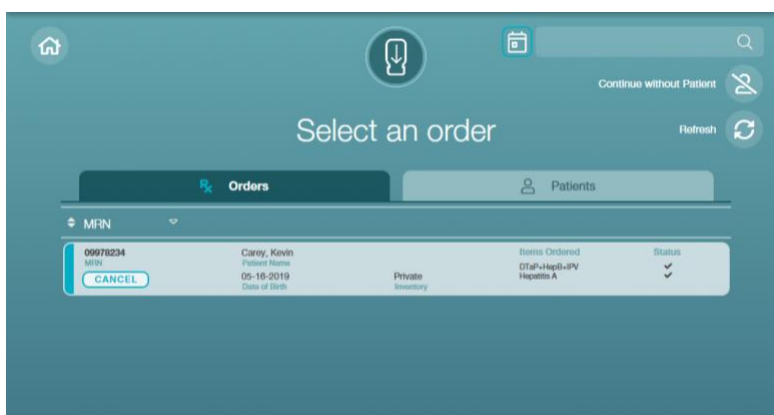 Continue without Patient
Select an order
Refresh
Rx Orders
Patients
MRN
09978234 Carey, Kevin Items Ordered Status
MRN Patient Name DTaP+HepB+IPV
CANCEL 05-16-2019 Private Hepatitis A
Date of Birth Inventory